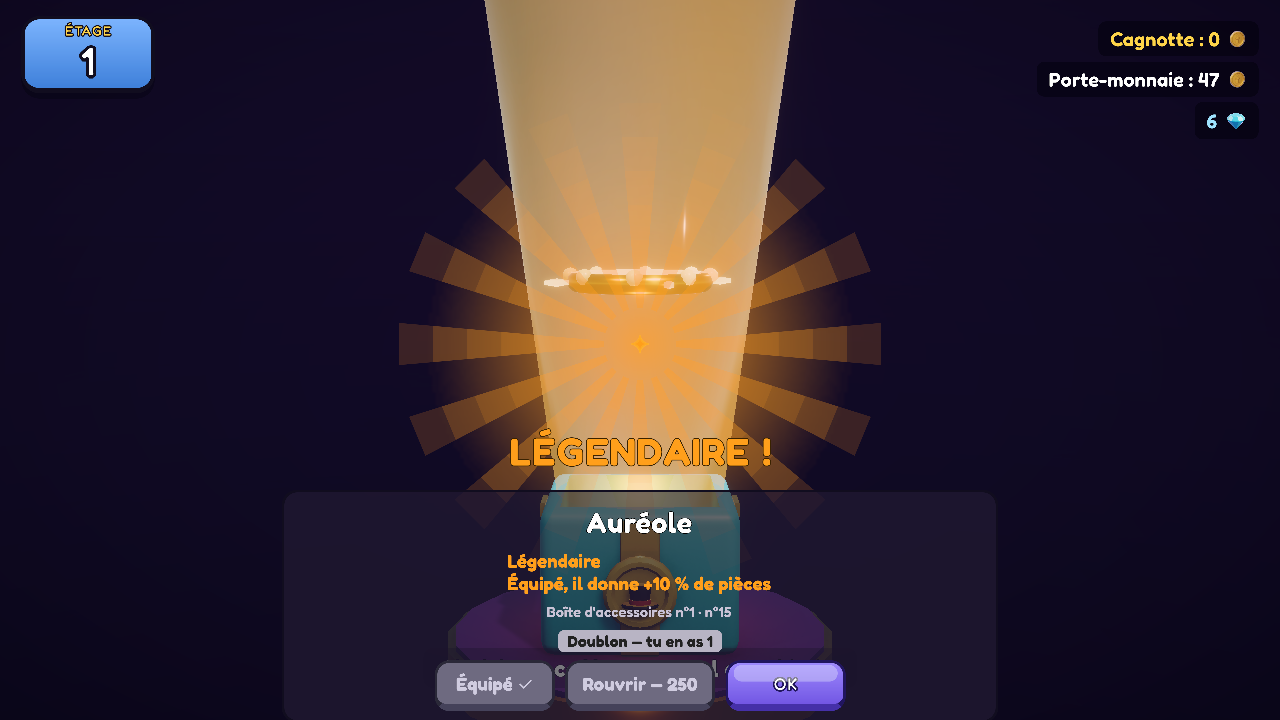 ÉTAGE
1
Cagnotte : 0
Porte-monnaie : 47
6
LÉGENDAIRE !
Auréole
Légendaire
Équipé, il donne +10 % de pièces
Boîte d'accessoires n°1 · n°15
Doublon — tu en as 1
Équipé ✓
Rouvrir — 250
OK